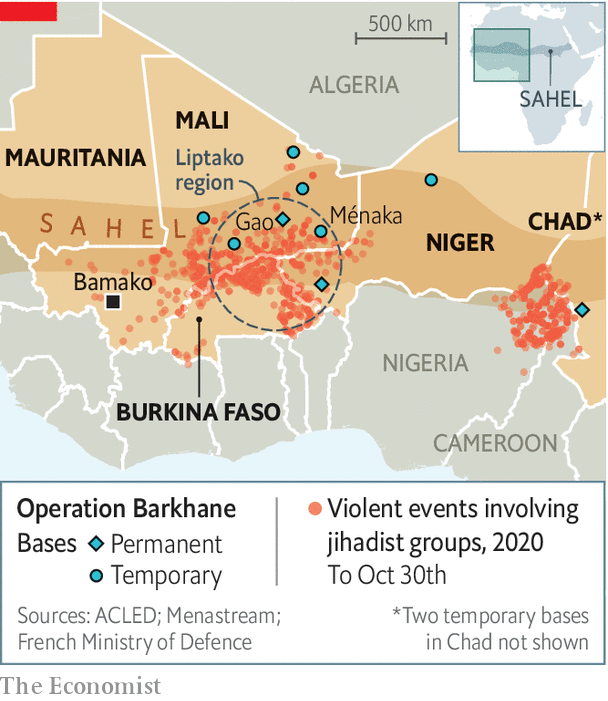 500 km
ALGERIA
SAHEL
MALI
MAURITANIA
Liptako
region
SAHEL
Gao
Ménaka
CHAD*
NIGER
Bamako
NIGERIA
BURKINA FASO
CAMEROON
Operation Barkhane
Bases
Permanent
Temporary
Violent events involving
jihadist groups, 2020
To Oct 30th
Sources: ACLED; Menastream;
French Ministry of Defence
*Two temporary bases
in Chad not shown
The Economist